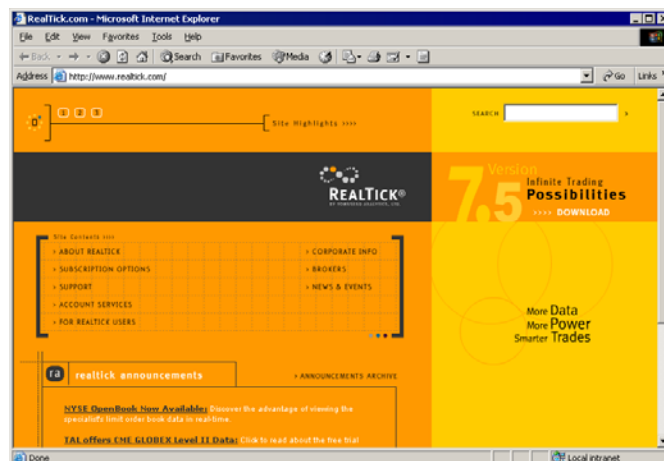 RealTick.com - Microsoft Internet Explorer
File Edit View Favorites Tools Help
Back Search Favorites Media
Address http://www.realtick.com/ Go Links
1 2 3
Site Highlights >>>>
SEARCH >
REALTICK®
Version
7.5
Infinite Trading
Possibilities
>>>> DOWNLOAD
Site Contents >>>>
> ABOUT REALTICK
> CORPORATE INFO
> SUBSCRIPTION OPTIONS
> BROKERS
> SUPPORT
> NEWS & EVENTS
> ACCOUNT SERVICES
> FOR REALTICK USERS
More Data
More Power
Smarter Trades
ra realtick announcements
> ANNOUNCEMENTS ARCHIVE
NYSE OpenBook Now Available: Discover the advantage of viewing the
specialist's limit order book data in real-time.
TAL offers CME GLOBEX Level II Data: Click to read about the free trial
Done Local intranet